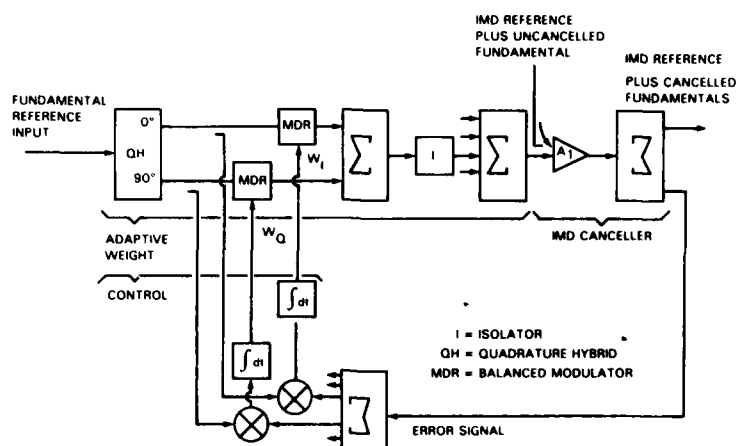 IMD REFERENCE
PLUS UNCANCELLED
FUNDAMENTAL
IMD REFERENCE
PLUS CANCELLED
FUNDAMENTALS
FUNDAMENTAL
REFERENCE
INPUT
0°
QH
90°
MDR
MDR
W_I
W_Q
Σ
I
Σ
A1
Σ
ADAPTIVE
WEIGHT
IMD CANCELLER
CONTROL
∫dt
∫dt
I = ISOLATOR
QH = QUADRATURE HYBRID
MDR = BALANCED MODULATOR
Σ
ERROR SIGNAL